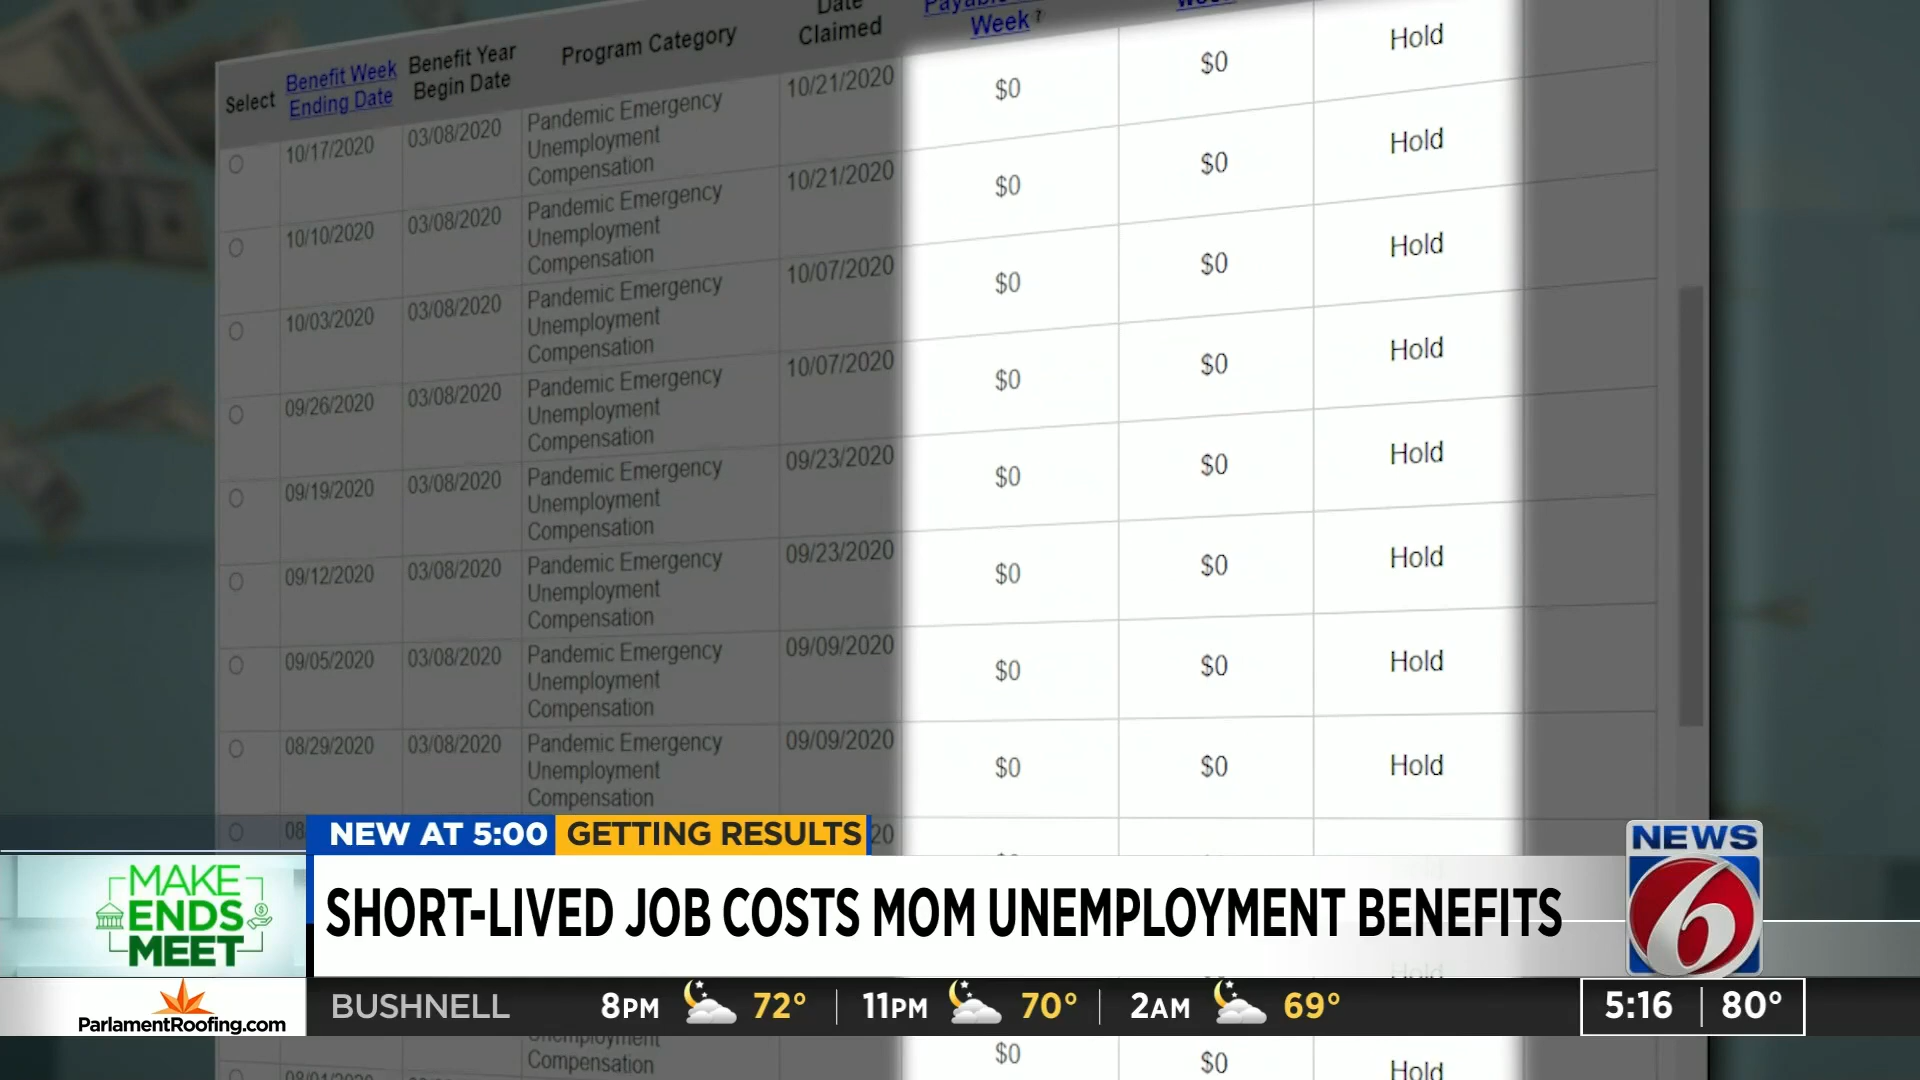 Date
Select
Benefit Week
Ending Date
Benefit Year
Begin Date
Program Category
Claimed
Week ?
10/17/2020 03/08/2020 Pandemic Emergency
Unemployment
Compensation
10/21/2020 $0 $0 Hold
10/10/2020 03/08/2020 Pandemic Emergency
Unemployment
Compensation
10/21/2020 $0 $0 Hold
10/03/2020 03/08/2020 Pandemic Emergency
Unemployment
Compensation
10/07/2020 $0 $0 Hold
09/26/2020 03/08/2020 Pandemic Emergency
Unemployment
Compensation
10/07/2020 $0 $0 Hold
09/19/2020 03/08/2020 Pandemic Emergency
Unemployment
Compensation
09/23/2020 $0 $0 Hold
09/12/2020 03/08/2020 Pandemic Emergency
Unemployment
Compensation
09/23/2020 $0 $0 Hold
09/05/2020 03/08/2020 Pandemic Emergency
Unemployment
Compensation
09/09/2020 $0 $0 Hold
08/29/2020 03/08/2020 Pandemic Emergency
Unemployment
Compensation
09/09/2020 $0 $0 Hold
NEW AT 5:00 GETTING RESULTS
MAKE
ENDS
MEET
SHORT-LIVED JOB COSTS MOM UNEMPLOYMENT BENEFITS
NEWS
6
ParlamentRoofing.com
BUSHNELL 8PM 72° 11PM 70° 2AM 69°
5:16 80°
Compensation
$0 $0 Hold